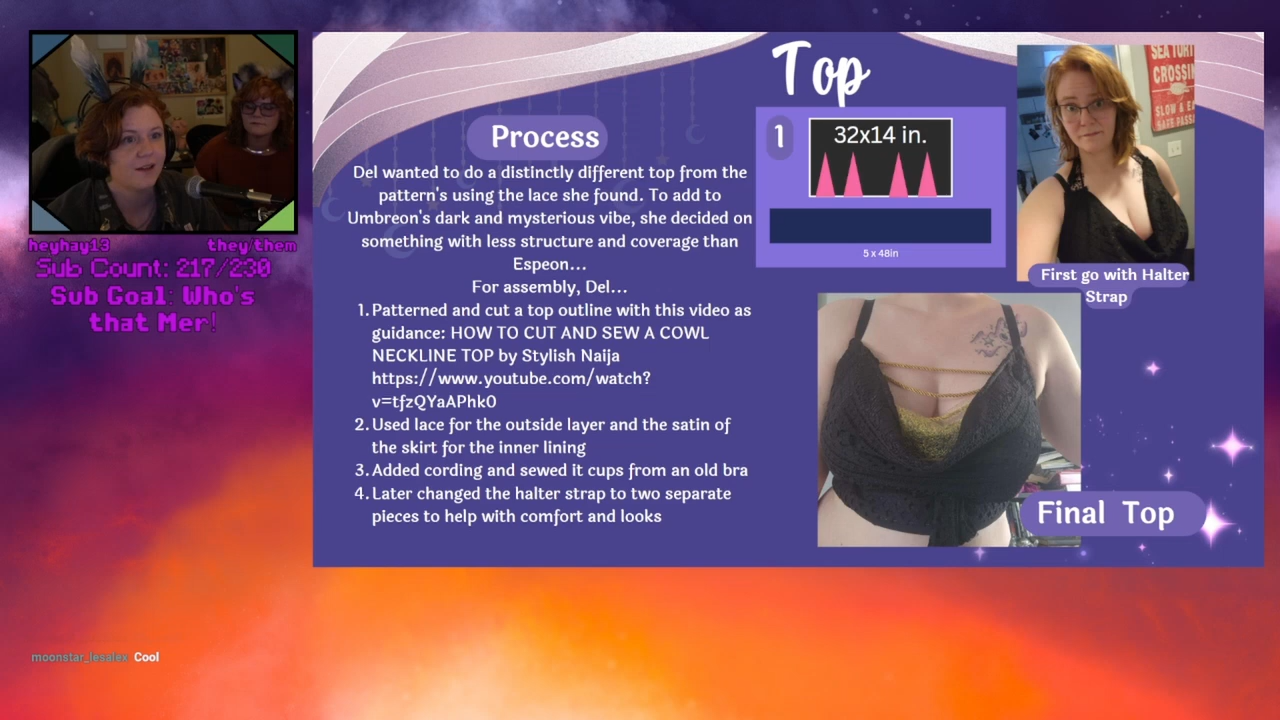 Top
Process
Del wanted to do a distinctly different top from the
pattern's using the lace she found. To add to
Umbreon's dark and mysterious vibe, she decided on
something with less structure and coverage than
Espeon...
For assembly, Del...
1. Patterned and cut a top outline with this video as
guidance: HOW TO CUT AND SEW A COWL
NECKLINE TOP by Stylish Naija
https://www.youtube.com/watch?
v=tfzQYaAPhk0
2. Used lace for the outside layer and the satin of
the skirt for the inner lining
3. Added cording and sewed it cups from an old bra
4. Later changed the halter strap to two separate
pieces to help with comfort and looks
1
32x14 in.
5 x 48in
SEA TURT
CROSSIN
SLOW & EA
First go with Halter
Strap
Final Top
heyhay13 they/them
Sub Count: 217/230
Sub Goal: Who's
that Mer!
moonstar_jesalex Cool